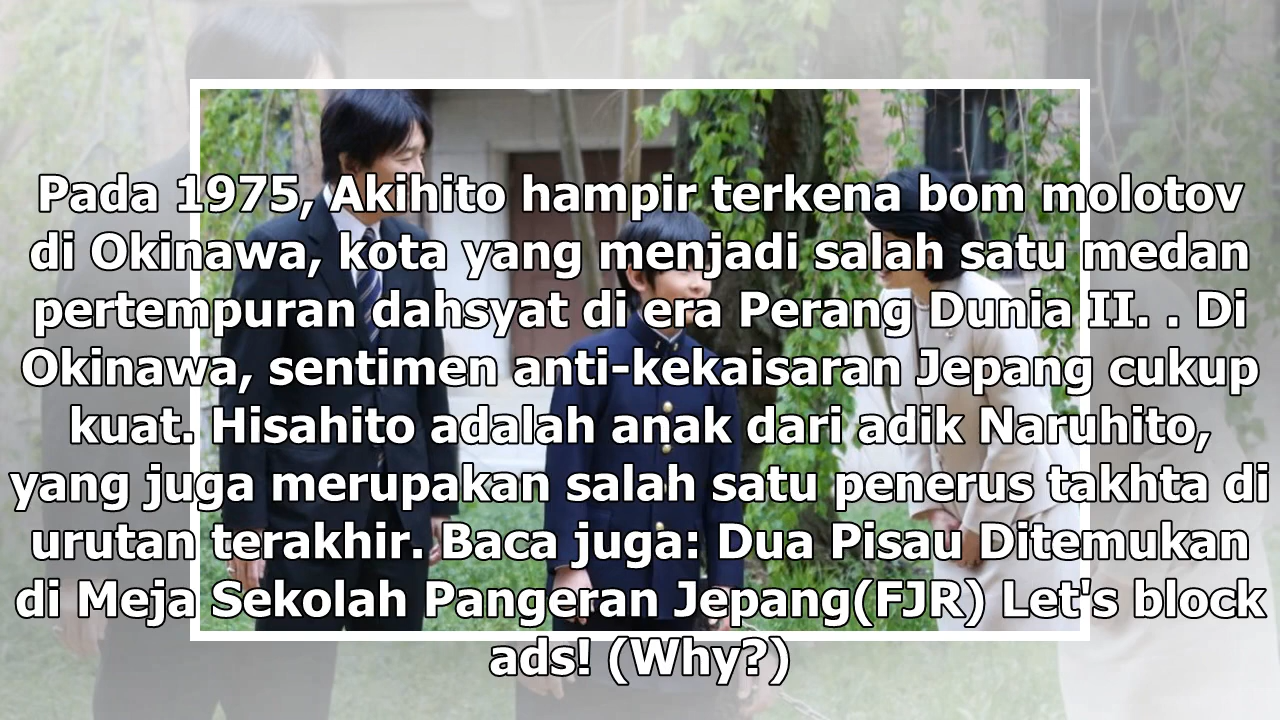 Pada 1975, Akihito hampir terkena bom molotov
di Okinawa, kota yang menjadi salah satu medan
pertempuran dahsyat di era Perang Dunia II. . Di
Okinawa, sentimen anti-kekaisaran Jepang cukup
kuat. Hisahito adalah anak dari adik Naruhito,
yang juga merupakan salah satu penerus takhta di
urutan terakhir. Baca juga: Dua Pisau Ditemukan
di Meja Sekolah Pangeran Jepang(FJR) Let's block
ads! (Why?)